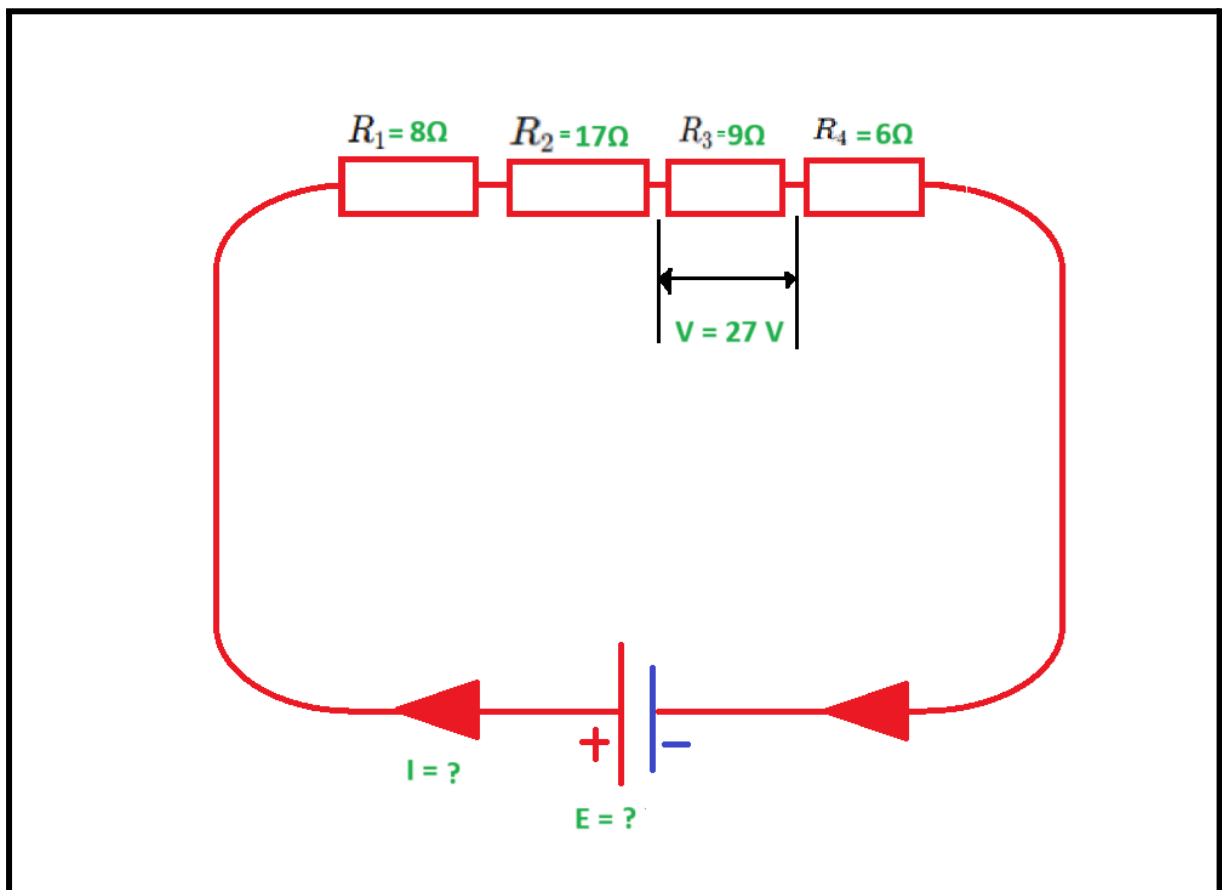 R₁ = 8Ω R₂ = 17Ω R₃ = 9Ω R₄ = 6Ω
V = 27 V
+ −
I = ?
E = ?